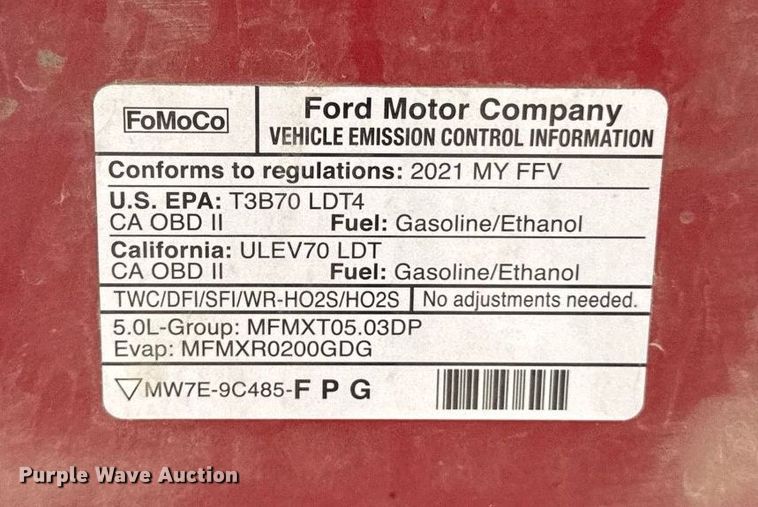 FoMoCo
Ford Motor Company
VEHICLE EMISSION CONTROL INFORMATION
Conforms to regulations: 2021 MY FFV
U.S. EPA: T3B70 LDT4
CA OBD II Fuel: Gasoline/Ethanol
California: ULEV70 LDT
CA OBD II Fuel: Gasoline/Ethanol
TWC/DFI/SFI/WR-HO2S/HO2S No adjustments needed.
5.0L-Group: MFMXT05.03DP
Evap: MFMXR0200GDG
MW7E-9C485-F P G
Purple Wave Auction